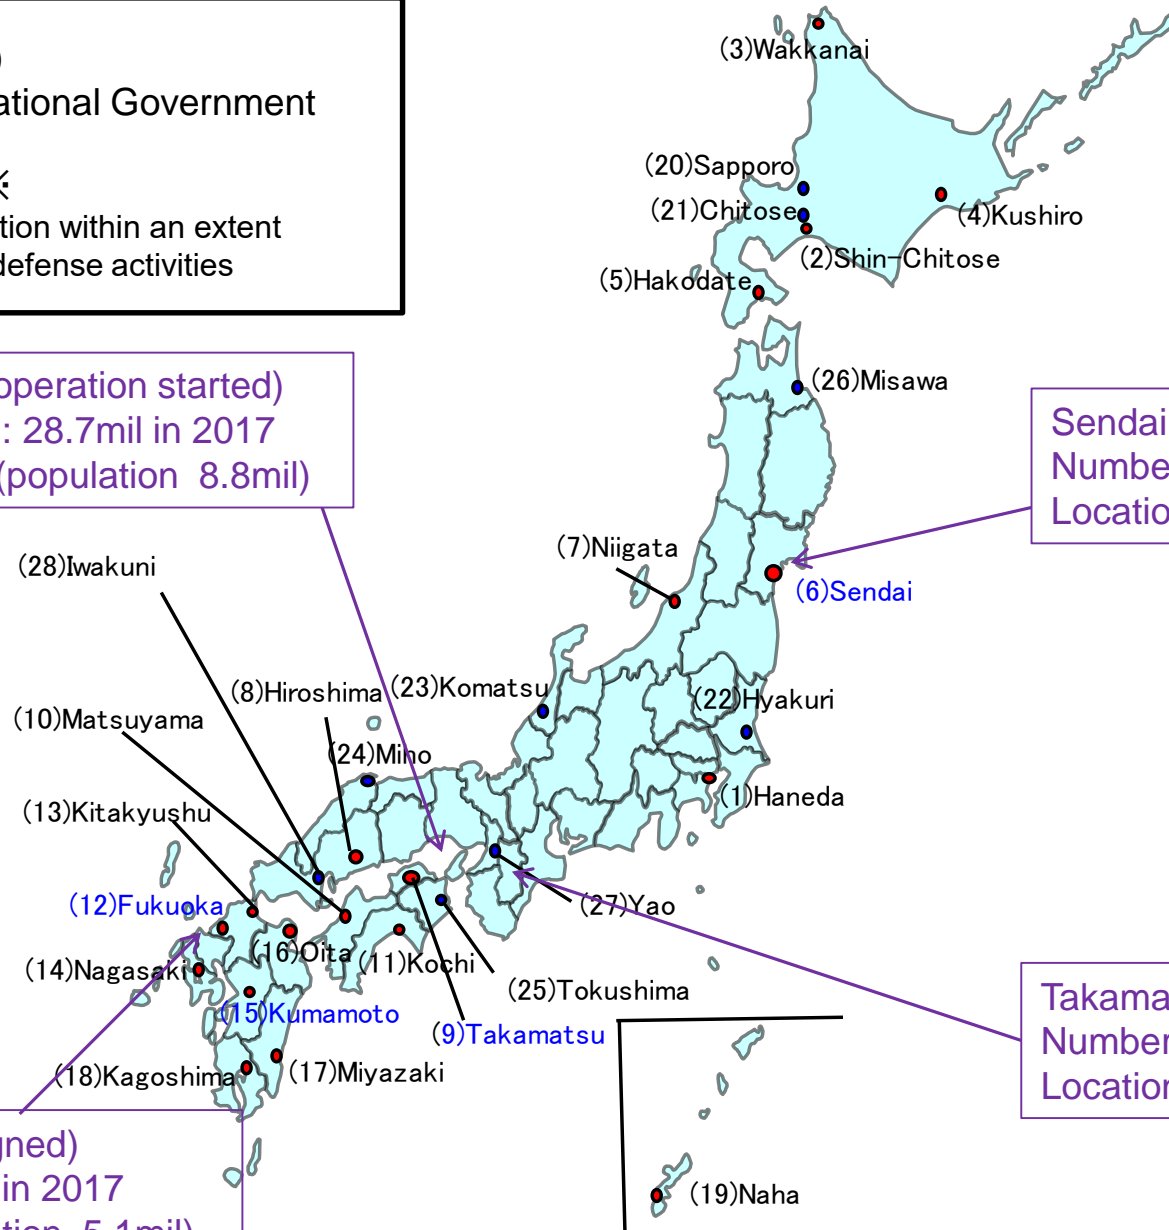 )
ational Government
※
tion within an extent
defense activities
operation started)
: 28.7mil in 2017
(population 8.8mil)
(3)Wakkanai
(20)Sapporo
(21)Chitose
(4)Kushiro
(2)Shin-Chitose
(5)Hakodate
(26)Misawa
Sendai
Numbe
Locatio
(7)Niigata
(28)Iwakuni
(6)Sendai
(8)Hiroshima
(23)Komatsu
(22)Hyakuri
(10)Matsuyama
(24)Miho
(1)Haneda
(13)Kitakyushu
(12)Fukuoka
(27)Yao
(16)Oita
(11)Kochi
(14)Nagasaki
(25)Tokushima
(15)Kumamoto
(9)Takamatsu
Takama
Number
Location
(18)Kagoshima
(17)Miyazaki
gned)
in 2017
tion 5.1mil)
(19)Naha